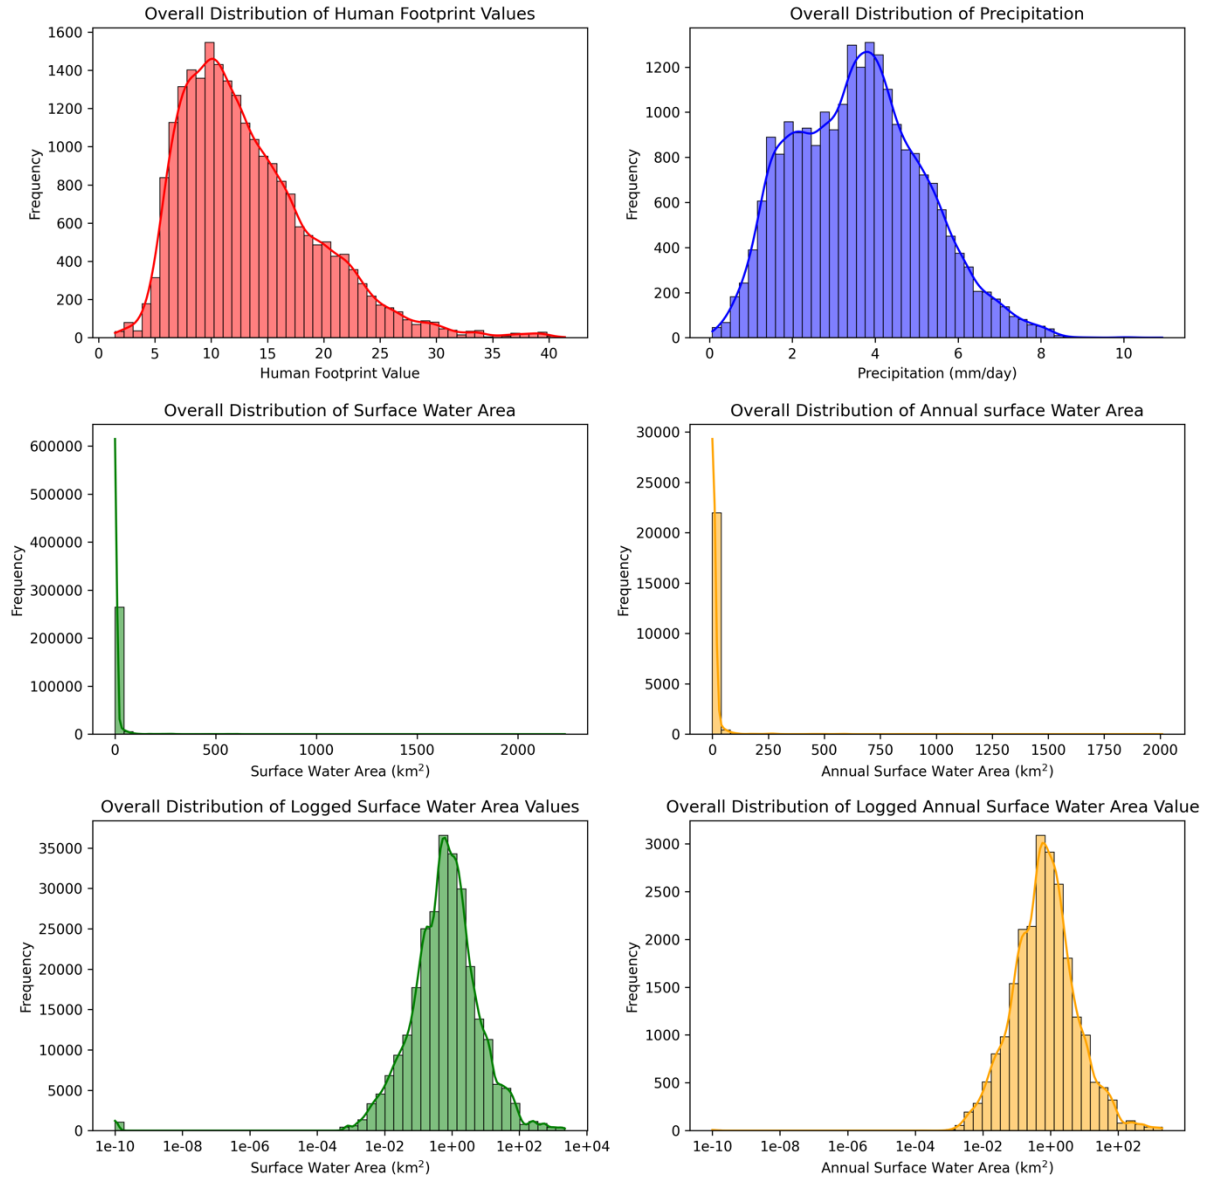 Overall Distribution of Human Footprint Values
Frequency
1600
1400
1200
1000
800
600
400
200
0
0 5 10 15 20 25 30 35 40
Human Footprint Value
Overall Distribution of Precipitation
Frequency
1200
1000
800
600
400
200
0
0 2 4 6 8 10
Precipitation (mm/day)
Overall Distribution of Surface Water Area
Frequency
600000
500000
400000
300000
200000
100000
0
0 500 1000 1500 2000
Surface Water Area (km²)
Overall Distribution of Annual surface Water Area
Frequency
30000
25000
20000
15000
10000
5000
0
0 250 500 750 1000 1250 1500 1750 2000
Annual Surface Water Area (km²)
Overall Distribution of Logged Surface Water Area Values
Frequency
35000
30000
25000
20000
15000
10000
5000
0
1e-10 1e-08 1e-06 1e-04 1e-02 1e+00 1e+02 1e+04
Surface Water Area (km²)
Overall Distribution of Logged Annual Surface Water Area Value
Frequency
3000
2500
2000
1500
1000
500
0
1e-10 1e-08 1e-06 1e-04 1e-02 1e+00 1e+02
Annual Surface Water Area (km²)